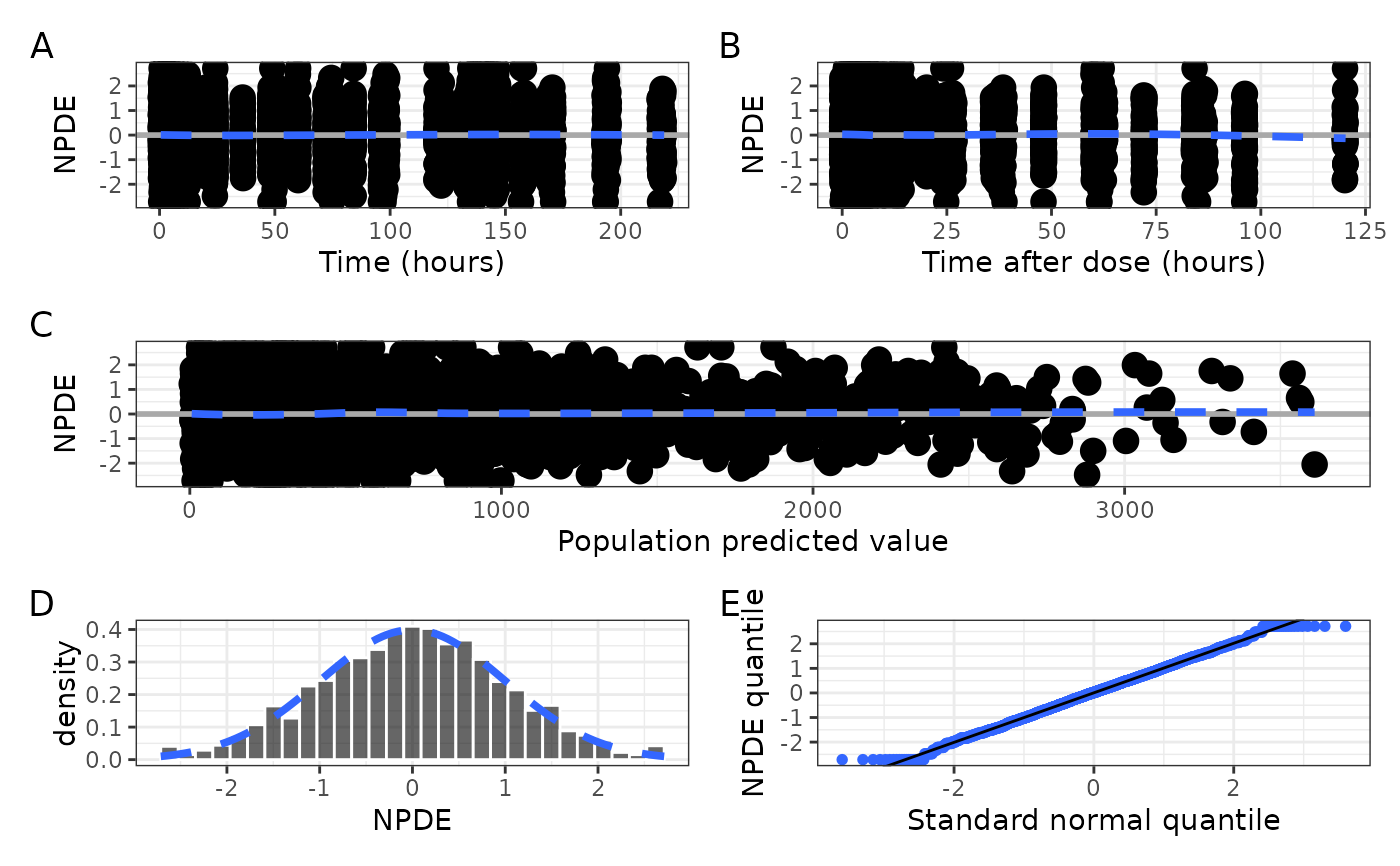 A
NPDE
2
1
0
-1
-2
0 50 100 150 200
Time (hours)
B
NPDE
2
1
0
-1
-2
0 25 50 75 100 125
Time after dose (hours)
C
NPDE
2
1
0
-1
-2
0 1000 2000 3000
Population predicted value
D
density
0.4
0.3
0.2
0.1
0.0
-2 -1 0 1 2
NPDE
E
NPDE quantile
2
1
0
-1
-2
-2 0 2
Standard normal quantile